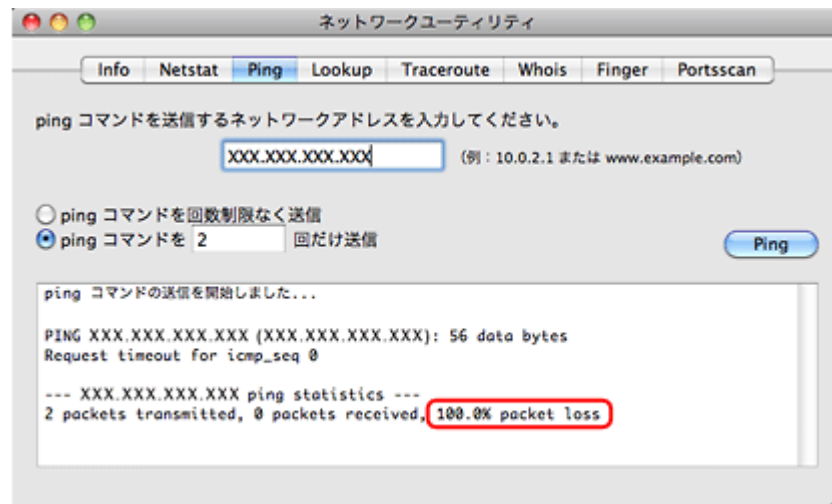 ネットワークユーティリティ
Info Netstat Ping Lookup Traceroute Whois Finger Portsscan
ping コマンドを送信するネットワークアドレスを入力してください。
XXX.XXX.XXX.XXX (例：10.0.2.1 または www.example.com)
ping コマンドを回数制限なく送信
ping コマンドを 2 回だけ送信
Ping
ping コマンドの送信を開始しました...
PING XXX.XXX.XXX.XXX (XXX.XXX.XXX.XXX): 56 data bytes
Request timeout for icmp_seq 0
--- XXX.XXX.XXX.XXX ping statistics ---
2 packets transmitted, 0 packets received, 100.0% packet loss